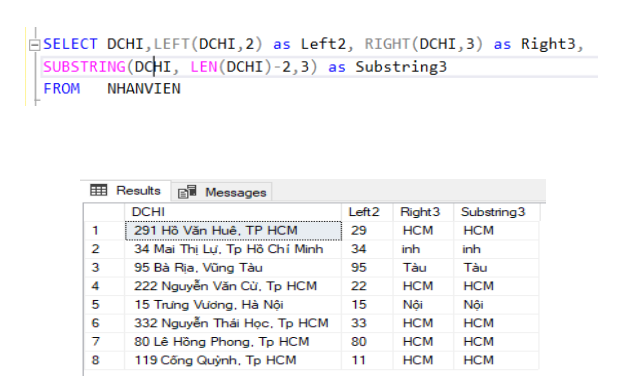 SELECT DCHI,LEFT(DCHI,2) as Left2, RIGHT(DCHI,3) as Right3,
SUBSTRING(DCHI, LEN(DCHI)-2,3) as Substring3
FROM NHANVIEN
Results Messages
DCHI Left2 Right3 Substring3
1 291 Hồ Văn Huê, TP HCM 29 HCM HCM
2 34 Mai Thị Lự, Tp Hồ Chí Minh 34 inh inh
3 95 Bà Rịa, Vũng Tàu 95 Tàu Tàu
4 222 Nguyễn Văn Cừ, Tp HCM 22 HCM HCM
5 15 Trưng Vương, Hà Nội 15 Nội Nội
6 332 Nguyễn Thái Học, Tp HCM 33 HCM HCM
7 80 Lê Hồng Phong, Tp HCM 80 HCM HCM
8 119 Cống Quỳnh, Tp HCM 11 HCM HCM